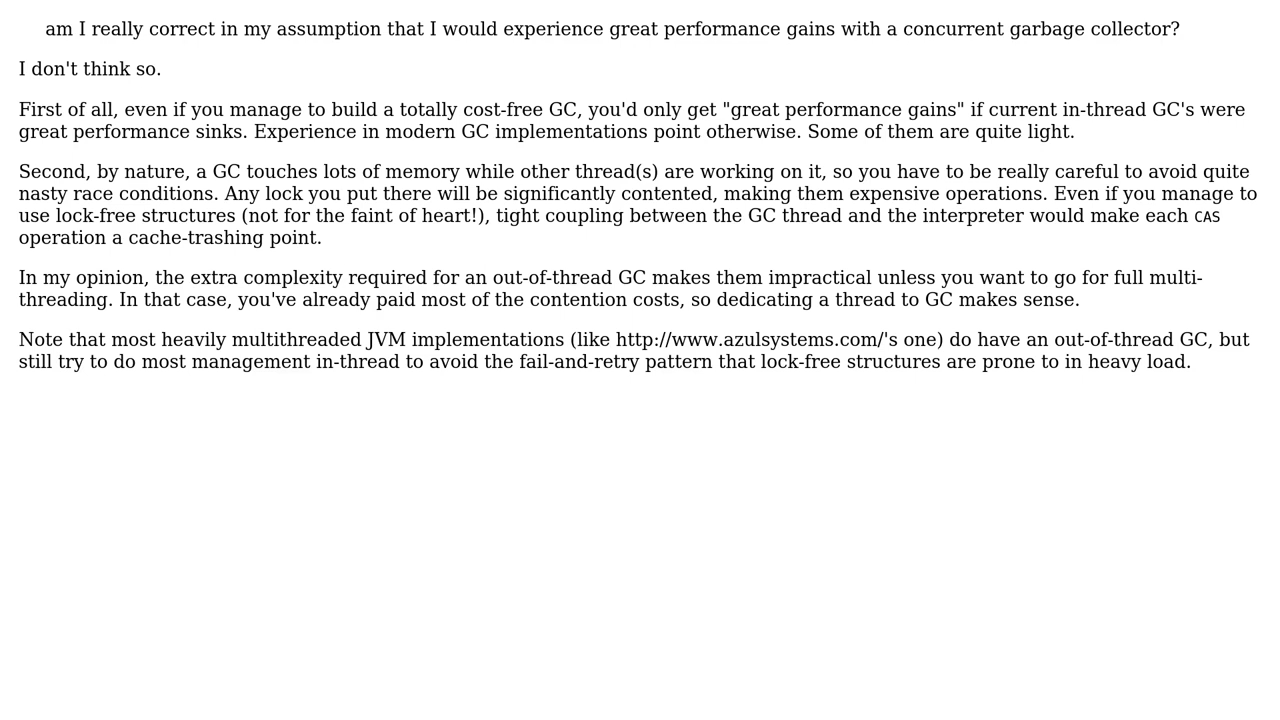 am I really correct in my assumption that I would experience great performance gains with a concurrent garbage collector?
I don't think so.
First of all, even if you manage to build a totally cost-free GC, you'd only get "great performance gains" if current in-thread GC's were
great performance sinks. Experience in modern GC implementations point otherwise. Some of them are quite light.
Second, by nature, a GC touches lots of memory while other thread(s) are working on it, so you have to be really careful to avoid quite
nasty race conditions. Any lock you put there will be significantly contented, making them expensive operations. Even if you manage to
use lock-free structures (not for the faint of heart!), tight coupling between the GC thread and the interpreter would make each CAS
operation a cache-trashing point.
In my opinion, the extra complexity required for an out-of-thread GC makes them impractical unless you want to go for full multi-
threading. In that case, you've already paid most of the contention costs, so dedicating a thread to GC makes sense.
Note that most heavily multithreaded JVM implementations (like http://www.azulsystems.com/'s one) do have an out-of-thread GC, but
still try to do most management in-thread to avoid the fail-and-retry pattern that lock-free structures are prone to in heavy load.